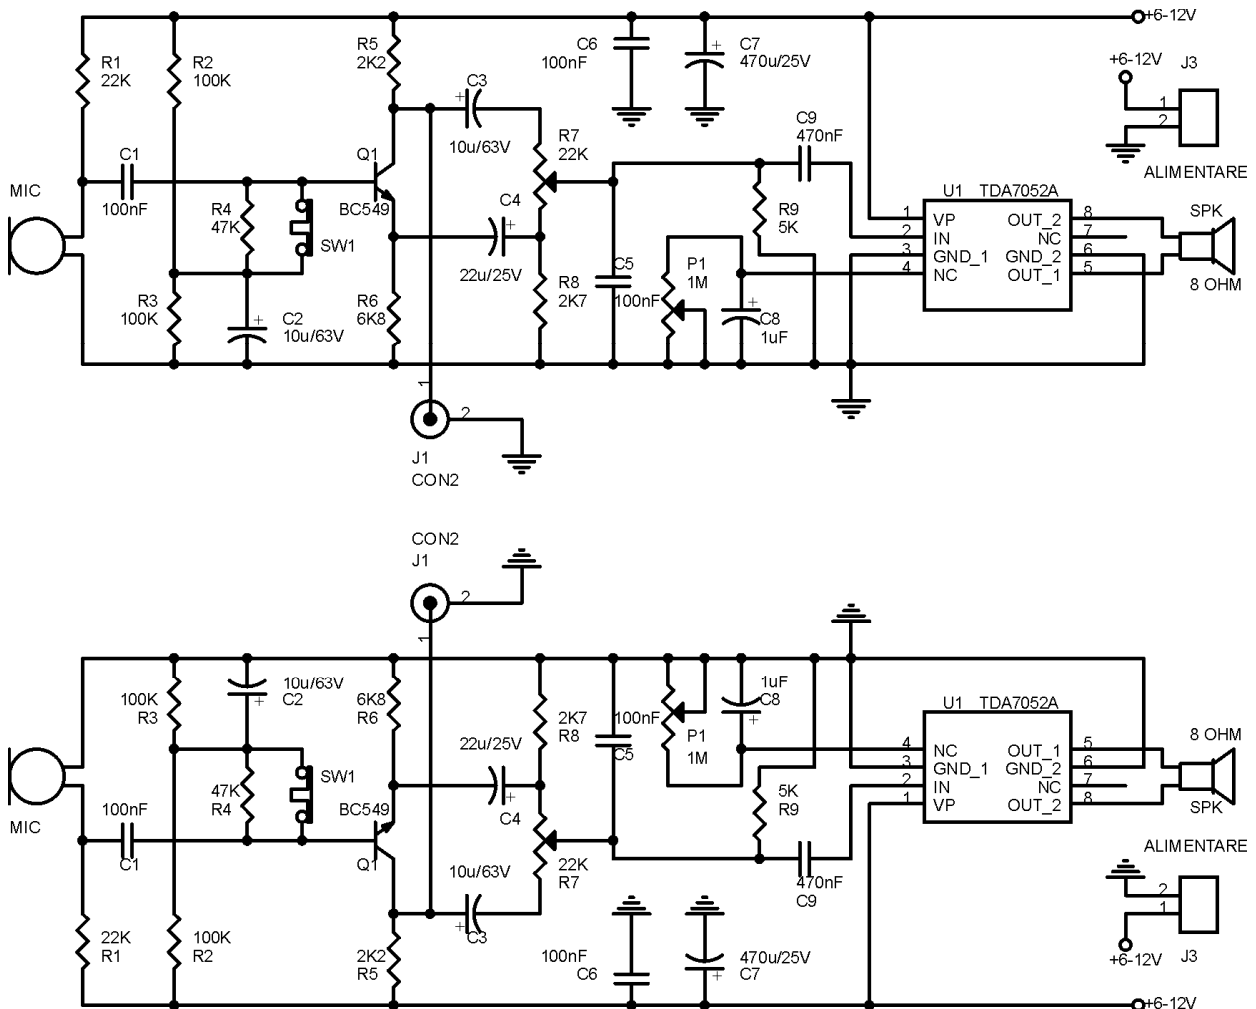 +6-12V
R1
22K
R2
100K
R5
2K2
C3
10u/63V
C6
100nF
C7
470u/25V
+6-12V
J3
1
2
ALIMENTARE
MIC
C1
100nF
R4
47K
SW1
Q1
BC549
C4
22u/25V
R7
22K
R8
2K7
C5
100nF
P1
1M
C8
1uF
R9
5K
C9
470nF
U1 TDA7052A
1 VP OUT_2 8
2 IN NC 7
3 GND_1 GND_2 6
4 NC OUT_1 5
SPK
8 OHM
R3
100K
C2
10u/63V
R6
6K8
1
2
J1
CON2
CON2
J1
2
1
100K
R3
10u/63V
C2
6K8
R6
MIC
100nF
C1
47K
R4
SW1
BC549
Q1
22u/25V
C4
2K7
R8
22K
R7
100nF
C5
P1
1M
1uF
C8
5K
R9
470nF
C9
U1 TDA7052A
4 NC OUT_1 5
3 GND_1 GND_2 6
2 IN NC 7
1 VP OUT_2 8
8 OHM
SPK
22K
R1
100K
R2
2K2
R5
10u/63V
C3
100nF
C6
470u/25V
C7
ALIMENTARE
2
1
+6-12V
J3
+6-12V